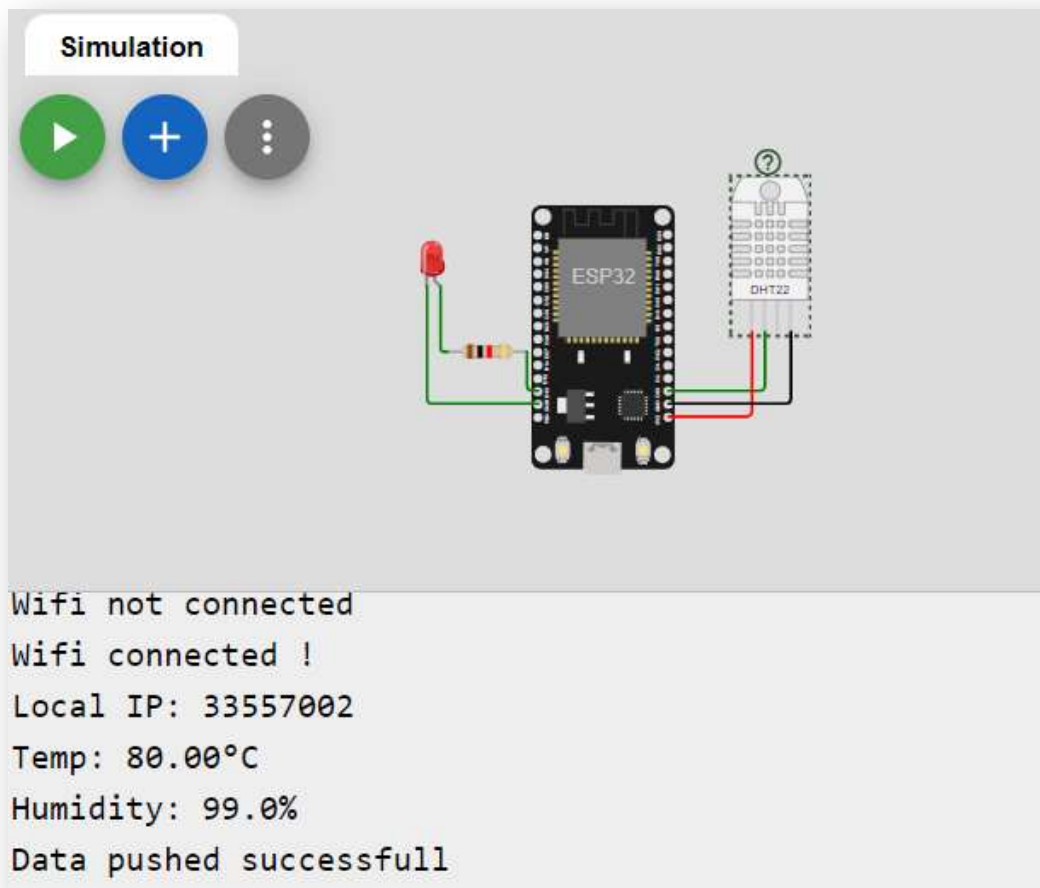 Simulation
?
ESP32
DHT22
Wifi not connected
Wifi connected !
Local IP: 33557002
Temp: 80.00°C
Humidity: 99.0%
Data pushed successfull